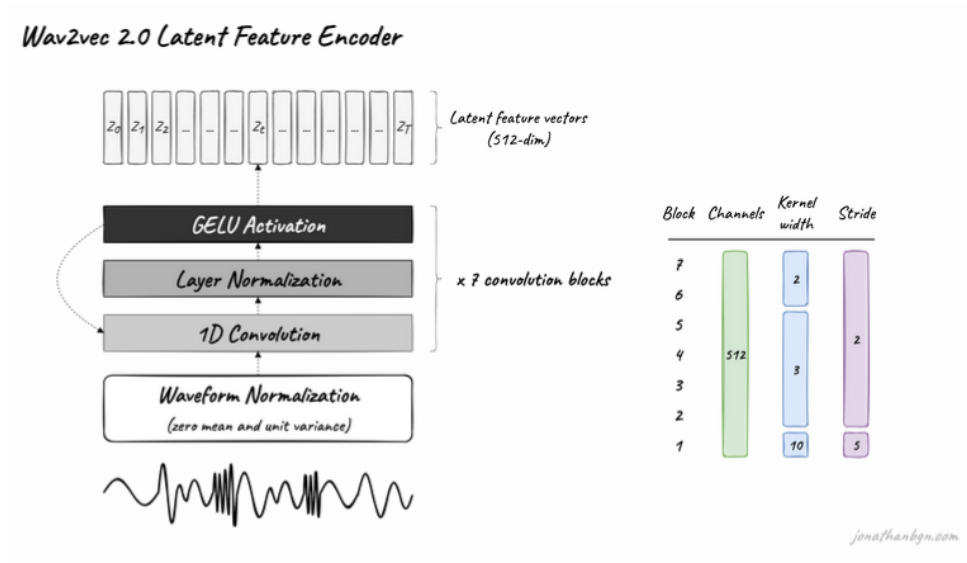 Wav2vec 2.0 Latent Feature Encoder
Z0 Z1 Z2 ... ... ... Zt ... ... ... ... ... ZT
Latent feature vectors
(512-dim)
GELU Activation
Layer Normalization
1D Convolution
x 7 convolution blocks
Waveform Normalization
(zero mean and unit variance)
Block Channels Kernel width Stride
7
6
5
4
3
2
1
512
2
3
10
2
5
jonathanbgn.com